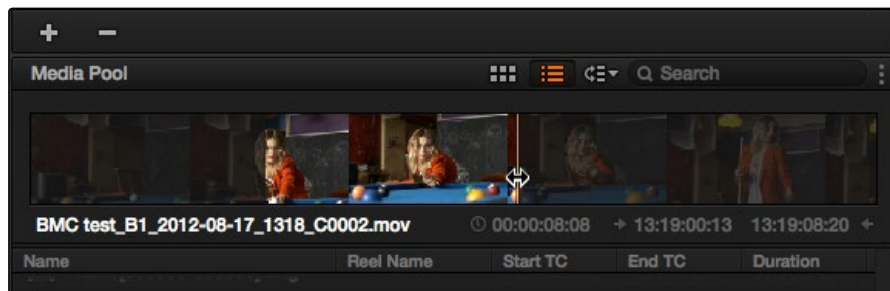 Media Pool
Search
BMC test_B1_2012-08-17_1318_C0002.mov 00:00:08:08 13:19:00:13 13:19:08:20
Name Reel Name Start TC End TC Duration